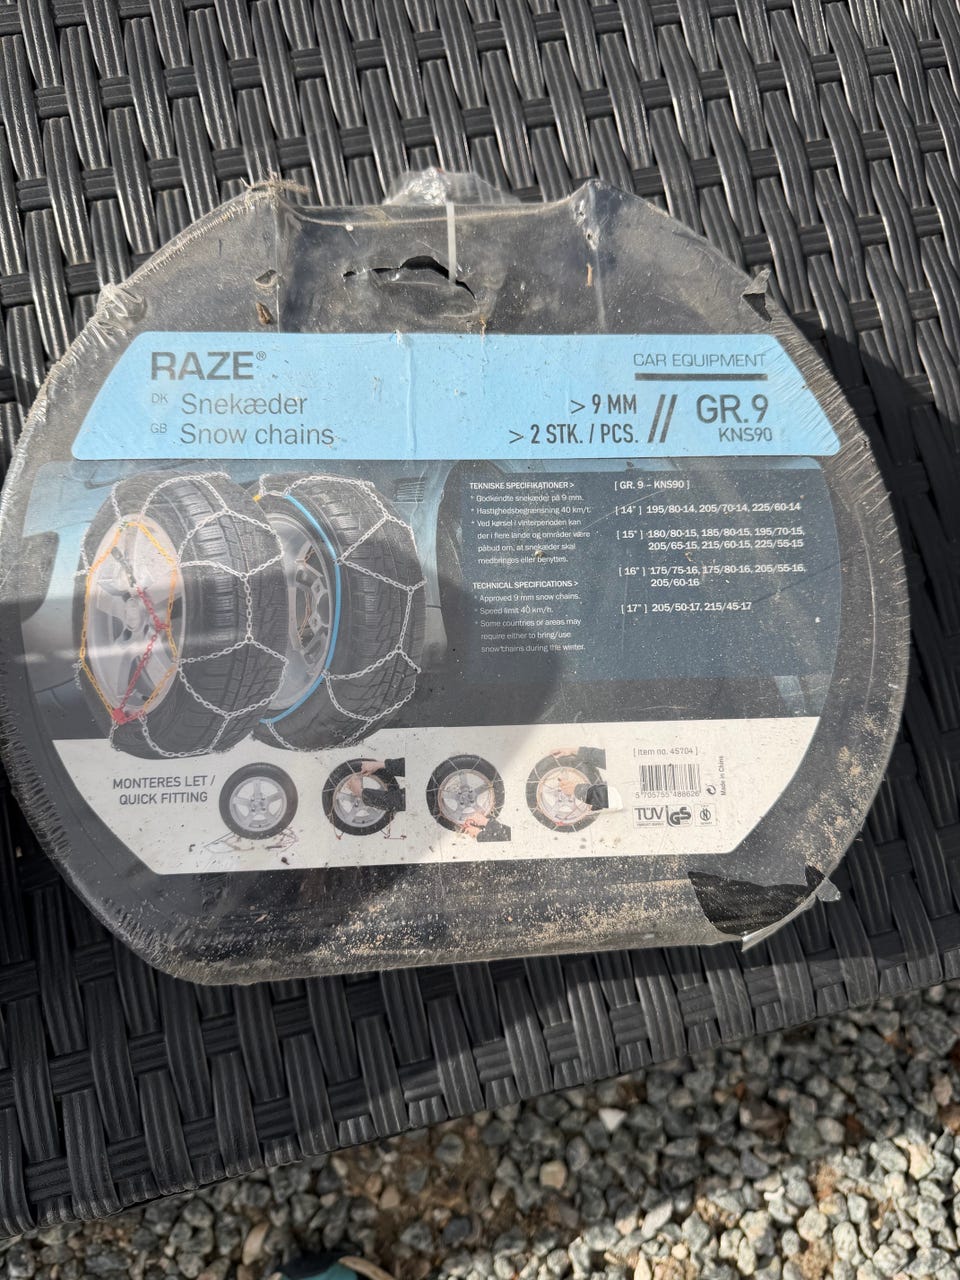 RAZE®
DK Snekæder
GB Snow chains
CAR EQUIPMENT
> 9 MM
> 2 STK. / PCS.
//
GR.9
KNS90
TEKNISKE SPECIFIKATIONER >
* Godkendte snekæder på 9 mm.
* Hastighedsbegrænsning 40 km/t.
* Ved kørsel i vinterperioden kan
der i flere lande og områder være
påbud om, at snekæder skal
medbringes eller benyttes.
TECHNICAL SPECIFICATIONS >
* Approved 9 mm snow chains.
* Speed limit 40 km/h.
* Some countries or areas may
require either to bring/use
snow chains during the winter.
[ GR. 9 – KNS90 ]
[ 14" ] 195/80-14, 205/70-14, 225/60-14
[ 15" ] 180/80-15, 185/80-15, 195/70-15,
205/65-15, 215/60-15, 225/55-15
[ 16" ] 175/75-16, 175/80-16, 205/55-16,
205/60-16
[ 17" ] 205/50-17, 215/45-17
MONTERES LET /
QUICK FITTING
[ Item no. 45704 ]
5 705755 488626
Made in China
TÜV
GS